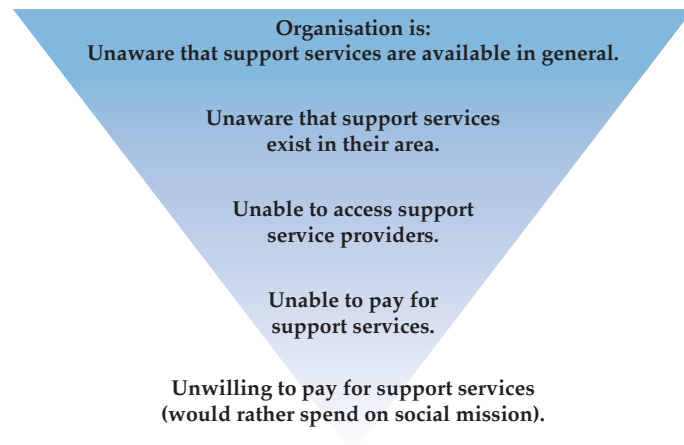 Organisation is:
Unaware that support services are available in general.
Unaware that support services
exist in their area.
Unable to access support
service providers.
Unable to pay for
support services.
Unwilling to pay for support services
(would rather spend on social mission).